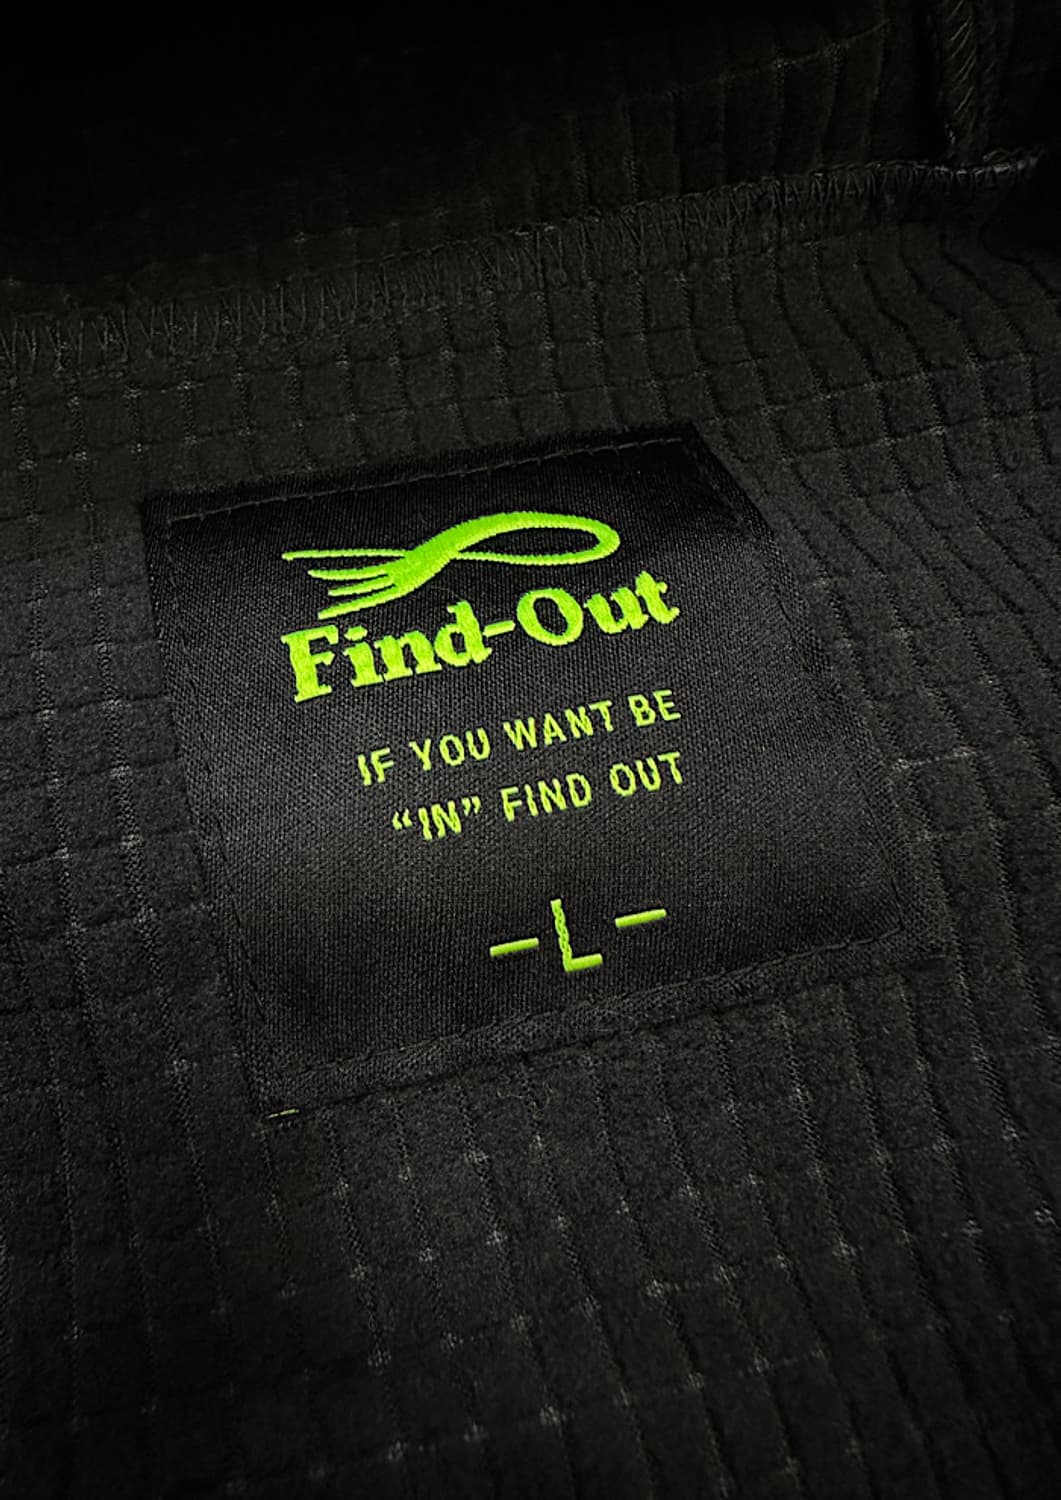 Find-Out
IF YOU WANT BE
“IN” FIND OUT
-L-